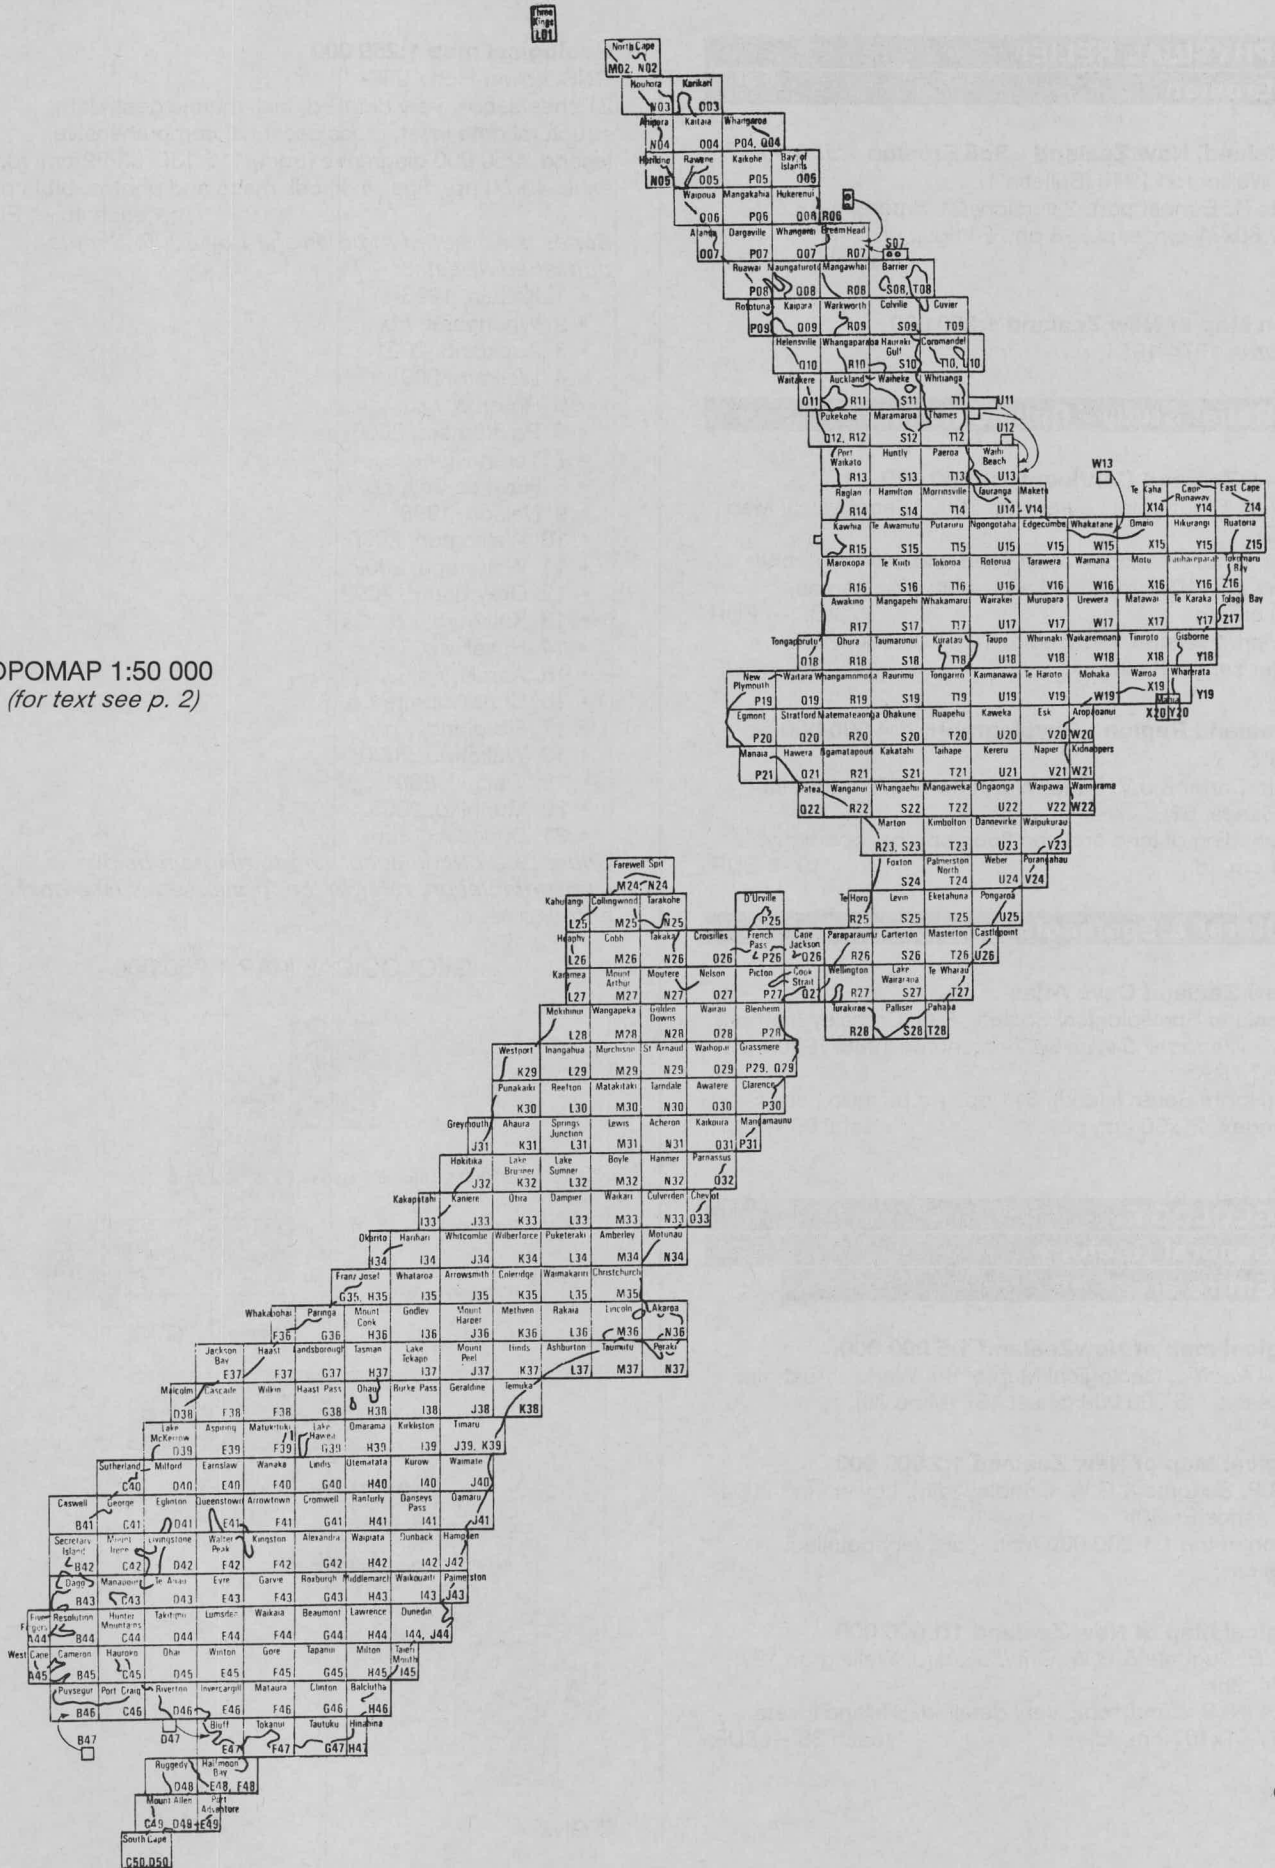 Three Kings L01
North Cape M02, N02
Houhora N03 Karikari O03
Ahipara N04 Kaitaia O04 Whangaroa P04, Q04
Herikino N05 Rawene O05 Kaikohe P05 Bay of Islands Q05
Waipoua O06 Mangakahia P06 Hukerenui Q06 R06
Aranga O07 Dargaville P07 Whangarei Q07 Bream Head R07 S07
Ruawai P08 Maungaturoto Q08 Mangawhai R08 Barrier S08, T08
Rototuna P09 Kaipara Q09 Warkworth R09 Colville S09 Cuvier T09
Helensville Q10 Whangaparaoa R10 Hauraki Gulf S10 Coromandel T10, U10
Waitakere Q11 Auckland R11 Waiheke S11 Whitianga T11 U11
Pukekohe Q12, R12 Maramarua S12 Thames T12 U12
Port Waikato R13 Huntly S13 Paeroa T13 Waihi Beach U13 W13
Raglan R14 Hamilton S14 Morrinsville T14 Tauranga U14 Maketu V14 Te Kaha X14 Cape Runaway Y14 East Cape Z14
Kawhia R15 Te Awamutu S15 Putaruru T15 Ngongotaha U15 Edgecumbe V15 Whakatane W15 Omaio X15 Hikurangi Y15 Ruatoria Z15
Marokopa R16 Te Kuiti S16 Tokoroa T16 Rotorua U16 Tarawera V16 Waimana W16 Motu X16 Y16 Tokomaru Bay Z16
Awakino R17 Mangapehi S17 Whakamaru T17 Wairakei U17 Murupara V17 Urewera W17 Matawai X17 Te Karaka Y17 Tolaga Bay Z17
Tongaporutu Q18 Ohura R18 Taumarunui S18 Kuratau T18 Taupo U18 Whirinaki V18 Waikaremoana W18 Tiniroto X18 Gisborne Y18
OPOMAP 1:50 000
(for text see p. 2)
New Plymouth P19 Waitara Q19 Whangamomona R19 Raurimu S19 Tongariro T19 Kaimanawa U19 Te Haroto V19 Mohaka W19 Wairoa X19 Wharerata Y19
Egmont P20 Stratford Q20 Matemateaonga R20 Ohakune S20 Ruapehu T20 Kaweka U20 Esk V20 Aropaoanui W20 Mahia X20 Y20
Manaia P21 Hawera Q21 Ngamatapouri R21 Kakatahi S21 Taihape T21 Kereru U21 Napier V21 Kidnappers W21
Patea Q22 Wanganui R22 Whangaehu S22 Mangaweka T22 Ongaonga U22 Waipawa V22 Waimarama W22
Marton R23, S23 Kimbolton T23 Dannevirke U23 Waipukurau V23
Farewell Spit M24, N24 Foxton S24 Palmerston North T24 Weber U24 Porangahau V24
Kahurangi L25 Collingwood M25 Tarakohe N25 D'Urville P25 Te Horo R25 Levin S25 Eketahuna T25 Pongaroa U25
Heaphy L26 Cobb M26 Takaka N26 Croisilles O26 French Pass P26 Cape Jackson Q26 Paraparaumu R26 Carterton S26 Masterton T26 Castlepoint U26
Karamea L27 Mount Arthur M27 Moutere N27 Nelson O27 Picton P27 Cook Strait Q27 Wellington R27 Lake Wairarapa S27 Te Wharau T27
Mokihinui L28 Wangapeka M28 Golden Downs N28 Wairau O28 Blenheim P28 Turakirae R28 Palliser S28 Pahaoa T28
Westport K29 Inangahua L29 Murchison M29 St Arnaud N29 Waihopai O29 Grassmere P29, Q29
Punakaiki K30 Reefton L30 Matakitaki M30 Tarndale N30 Awatere O30 Clarence P30
Greymouth J31 Ahaura K31 Springs Junction L31 Lewis M31 Acheron N31 Kaikoura O31 Mangamaunu P31
Hokitika J32 Lake Brunner K32 Lake Sumner L32 Boyle M32 Hanmer N32 Parnassus O32
Kakapotahi I33 Kaniere J33 Otira K33 Dampier L33 Waikari M33 Culverden N33 Cheviot O33
Okarito H34 Harihari I34 Whitcombe J34 Wilberforce K34 Puketeraki L34 Amberley M34 Motunau N34
Franz Josef G35, H35 Whataroa I35 Arrowsmith J35 Coleridge K35 Waimakariri L35 Christchurch M35
Whakapohai F36 Paringa G36 Mount Cook H36 Godley I36 Mount Harper J36 Methven K36 Rakaia L36 Lincoln M36 Akaroa N36
Jackson Bay E37 Haast F37 Landsborough G37 Tasman H37 Lake Tekapo I37 Mount Peel J37 Hinds K37 Ashburton L37 Taumutu M37 Peraki N37
Malcolm D38 Cascade E38 Wilkin F38 Haast Pass G38 Ohau H38 Burke Pass I38 Geraldine J38 Temuka K38
Lake McKerrow D39 Aspiring E39 Matukituki F39 Lake Hawea G39 Omarama H39 Kirkliston I39 Timaru J39, K39
Sutherland C40 Milford D40 Earnslaw E40 Wanaka F40 Lindis G40 Otematata H40 Kurow I40 Waimate J40
Caswell B41 George C41 Eglinton D41 Queenstown E41 Arrowtown F41 Cromwell G41 Ranfurly H41 Danseys Pass I41 Oamaru J41
Secretary Island B42 Mount Irene C42 Livingstone D42 Walter Peak E42 Kingston F42 Alexandra G42 Waipiata H42 Dunback I42 Hampden J42
Dagg B43 Manapouri C43 Te Anau D43 Eyre E43 Garvie F43 Roxburgh G43 Middlemarch H43 Waikouaiti I43 Palmerston J43
Five Fingers A44 Resolution B44 Hunter Mountains C44 Takitimu D44 Lumsden E44 Waikaia F44 Beaumont G44 Lawrence H44 Dunedin I44, J44
West Cape A45 Cameron B45 Hauroko C45 Ohai D45 Winton E45 Gore F45 Tapanui G45 Milton H45 Taieri Mouth I45
Puysegur B46 Port Craig C46 Riverton D46 Invercargill E46 Mataura F46 Clinton G46 Balclutha H46
B47 D47 Bluff E47 Tokanui F47 Tautuku G47 Hinahina H47
Ruggedy D48 Halfmoon Bay E48, F48
Mount Allen C49, D49 Port Adventure E49
South Cape C50, D50